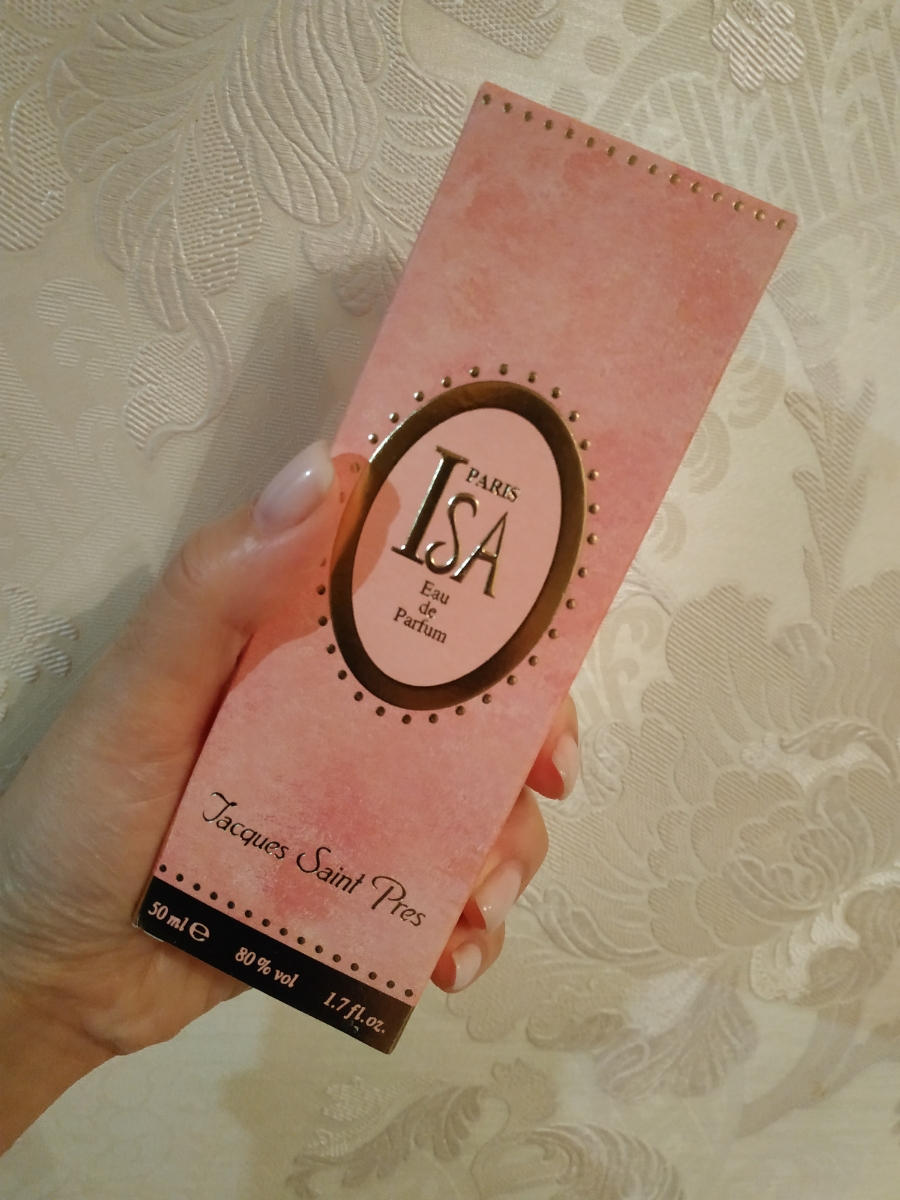 PARIS
ISA
Eau
de
Parfum
Jacques Saint Pres
50 ml e 80% vol 1.7 fl.oz.